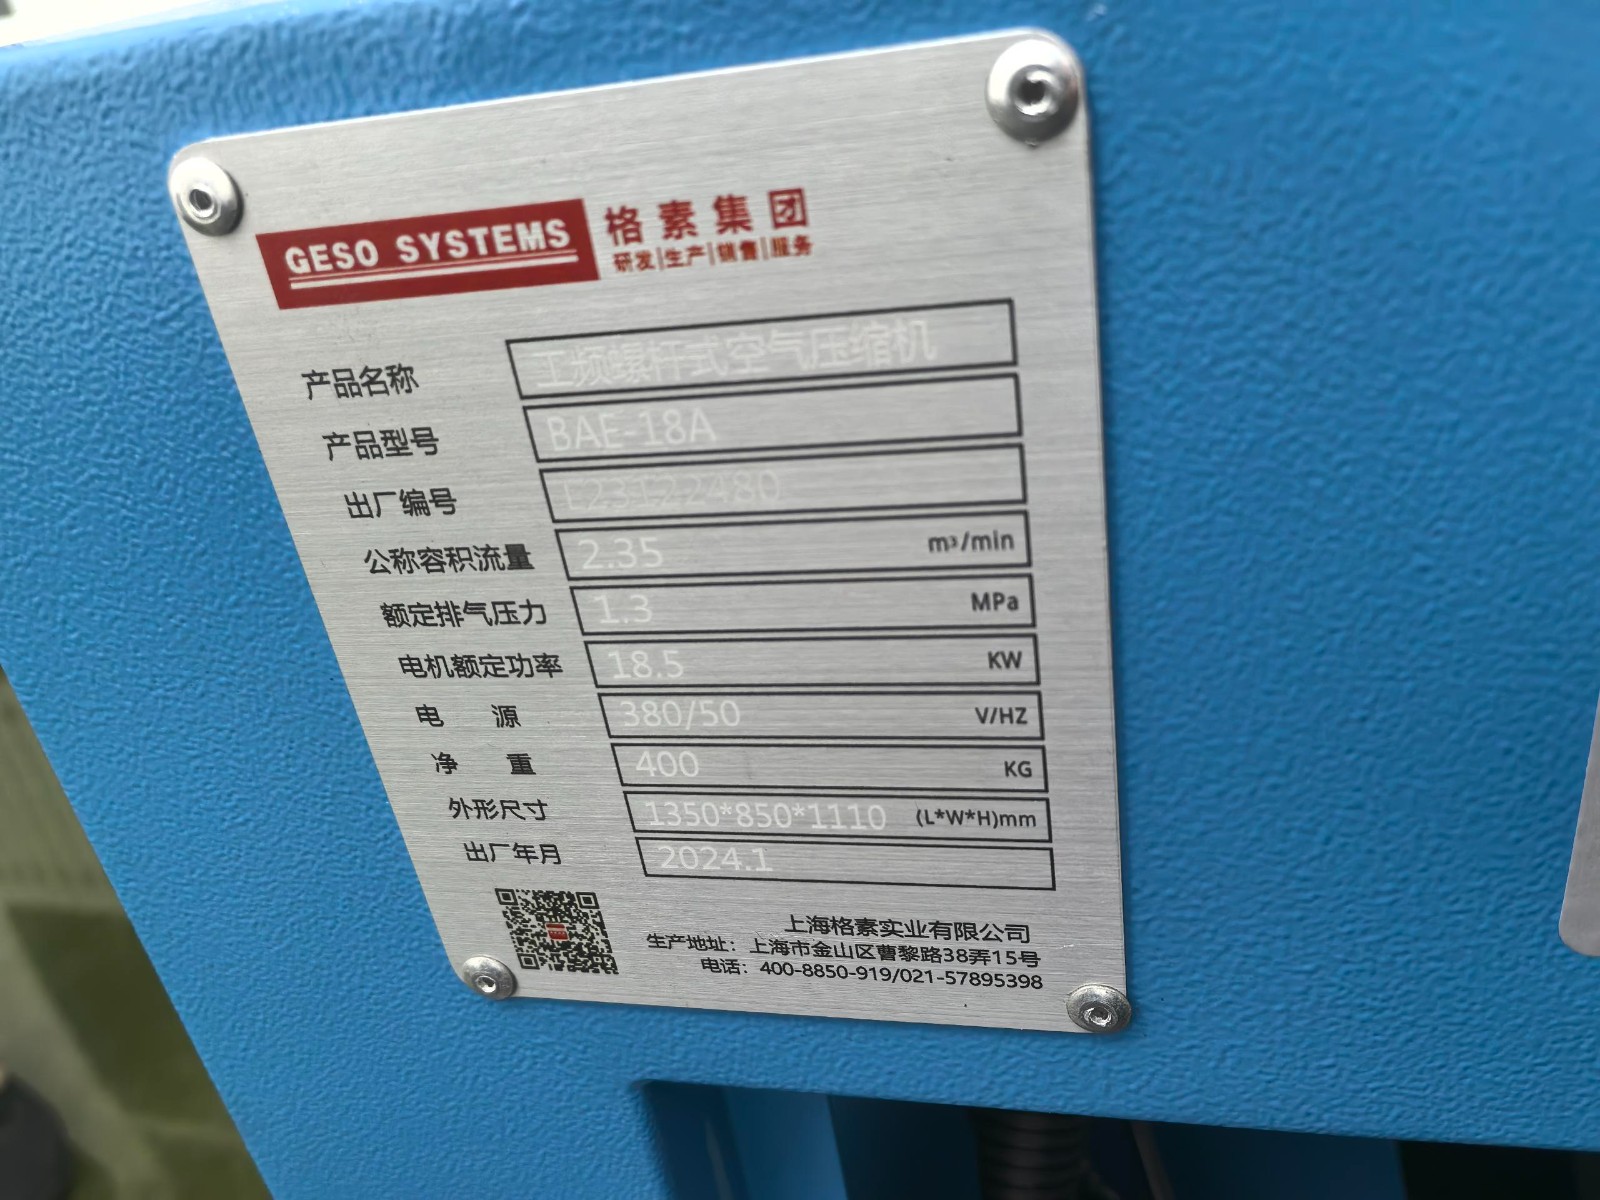 GESO SYSTEMS 格素集团
研发|生产|销售|服务
产品名称 工频螺杆式空气压缩机
产品型号 BAE-18A
出厂编号 E23122480
公称容积流量 2.35 m³/min
额定排气压力 1.3 MPa
电机额定功率 18.5 KW
电 源 380/50 V/HZ
净 重 400 KG
外形尺寸 1350*850*1110 (L*W*H)mm
出厂年月 2024.1
上海格素实业有限公司
生产地址：上海市金山区曹黎路38弄15号
电话：400-8850-919/021-57895398